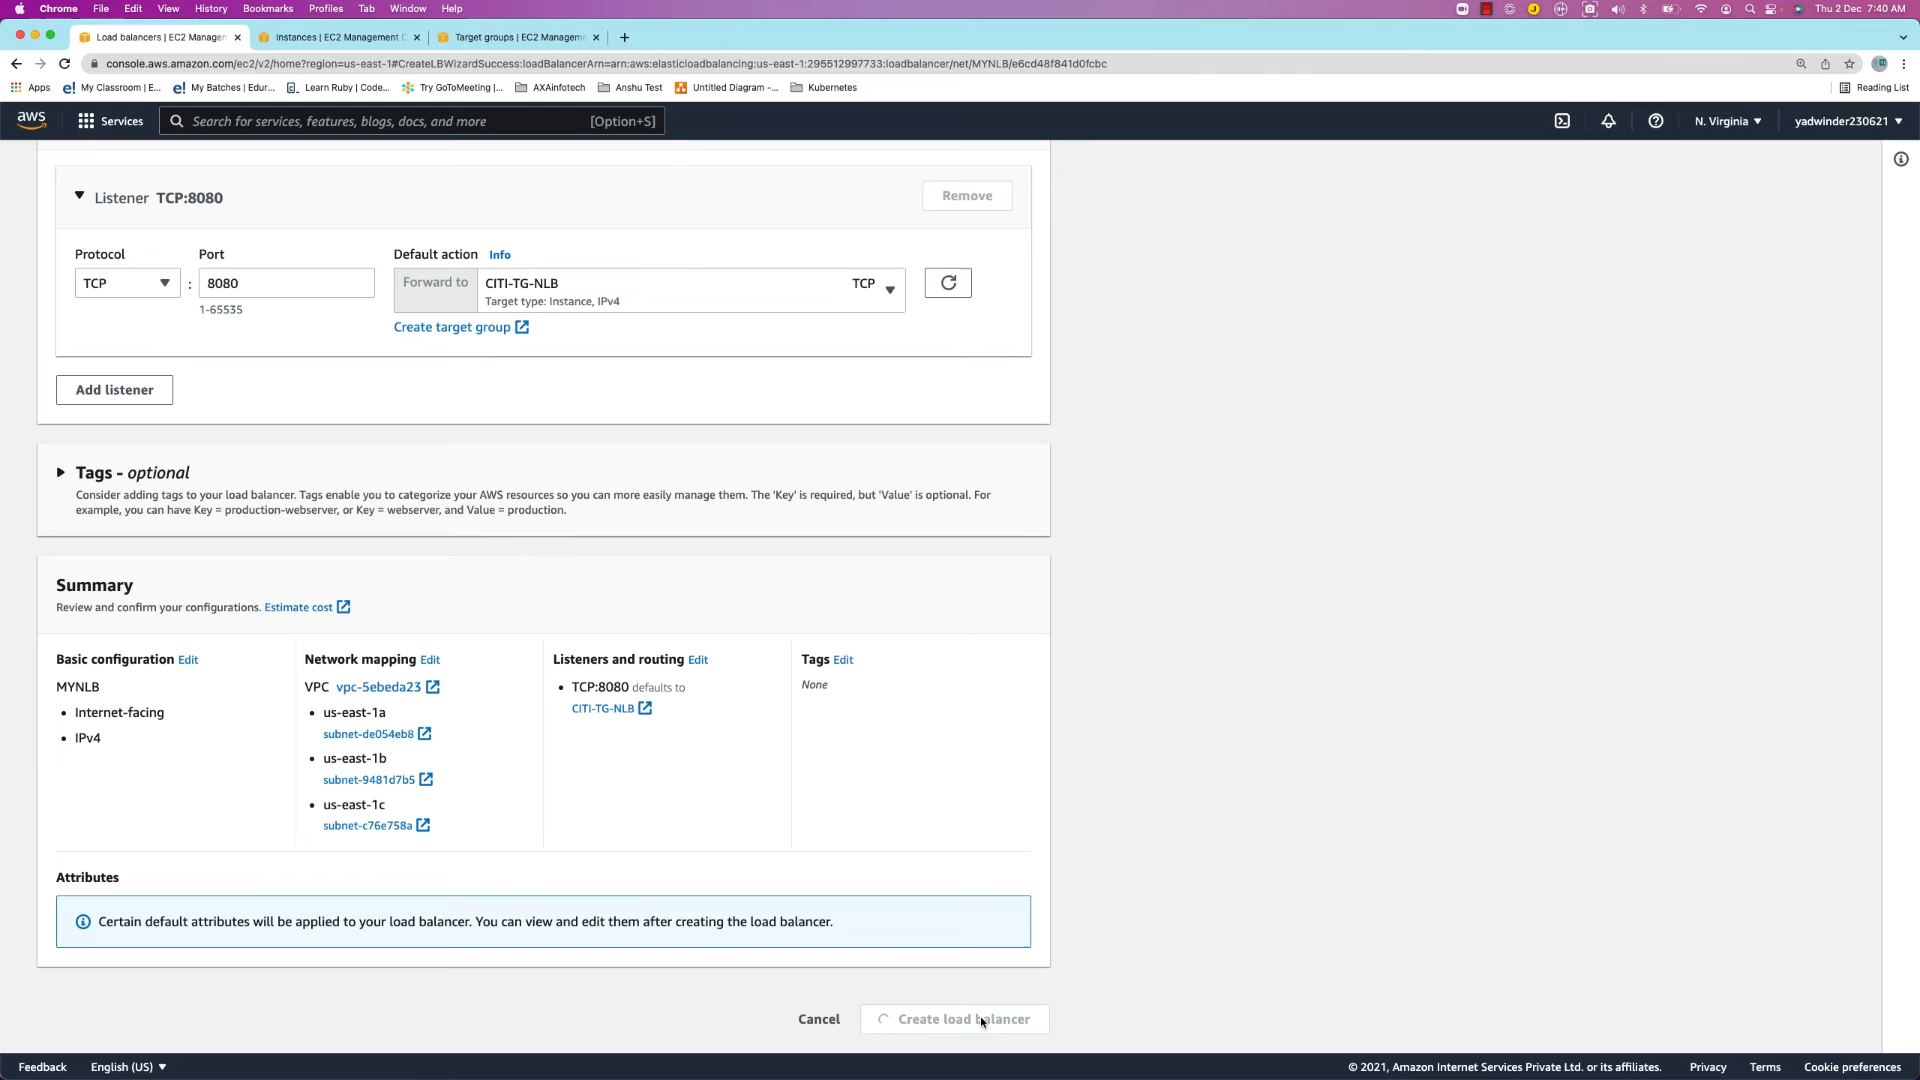 Chrome File Edit View History Bookmarks Profiles Tab Window Help Thu 2 Dec 7:40 AM
Load balancers | EC2 Manager Instances | EC2 Management C Target groups | EC2 Manageme
console.aws.amazon.com/ec2/v2/home?region=us-east-1#CreateLBWizardSuccess:loadBalancerArn=arn:aws:elasticloadbalancing:us-east-1:295512997733:loadbalancer/net/MYNLB/e6cd48f841d0fcbc
Apps My Classroom | E... My Batches | Edur... Learn Ruby | Code... Try GoToMeeting |... AXAinfotech Anshu Test Untitled Diagram -... Kubernetes Reading List
aws Services Search for services, features, blogs, docs, and more [Option+S] N. Virginia yadwinder230621
Listener TCP:8080 Remove
Protocol Port Default action Info
TCP : 8080 Forward to CITI-TG-NLB TCP
Target type: Instance, IPv4
1-65535
Create target group
Add listener
Tags - optional
Consider adding tags to your load balancer. Tags enable you to categorize your AWS resources so you can more easily manage them. The 'Key' is required, but 'Value' is optional. For
example, you can have Key = production-webserver, or Key = webserver, and Value = production.
Summary
Review and confirm your configurations. Estimate cost
Basic configuration Edit
MYNLB
• Internet-facing
• IPv4
Network mapping Edit
VPC vpc-5ebeda23
• us-east-1a
subnet-de054eb8
• us-east-1b
subnet-9481d7b5
• us-east-1c
subnet-c76e758a
Listeners and routing Edit
• TCP:8080 defaults to
CITI-TG-NLB
Tags Edit
None
Attributes
Certain default attributes will be applied to your load balancer. You can view and edit them after creating the load balancer.
Cancel Create load balancer
Feedback English (US) © 2021, Amazon Internet Services Private Ltd. or its affiliates. Privacy Terms Cookie preferences